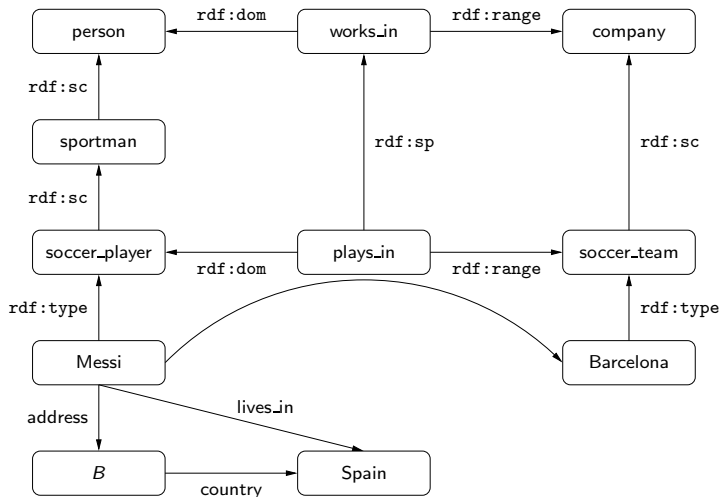 person
rdf:dom
works_in
rdf:range
company
rdf:sc
sportman
rdf:sp
rdf:sc
rdf:sc
soccer_player
plays_in
soccer_team
rdf:dom
rdf:range
rdf:type
rdf:type
Messi
Barcelona
address
lives_in
B
Spain
country